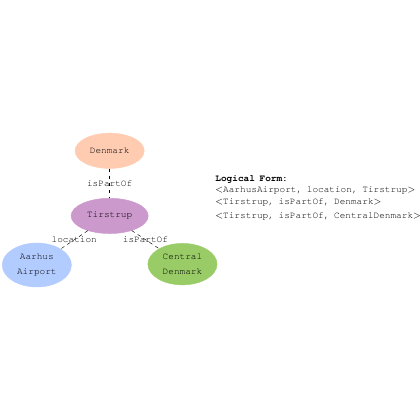 Denmark
isPartOf
Tirstrup
location
isPartOf
Aarhus
Airport
Central
Denmark
Logical Form:
<AarhusAirport, location, Tirstrup>
<Tirstrup, isPartOf, Denmark>
<Tirstrup, isPartOf, CentralDenmark>